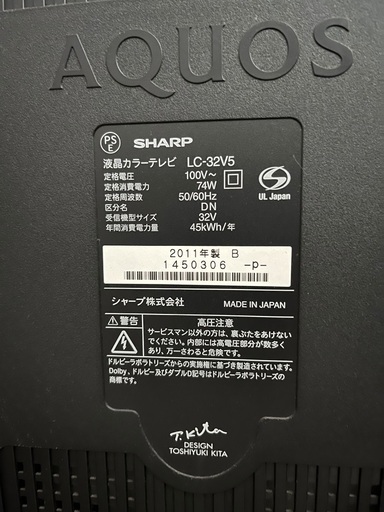 AQUOS
PS E
SHARP
液晶カラーテレビ LC-32V5
定格電圧 100V～
定格消費電力 74W
定格周波数 50/60Hz
区分名 DN
受信機型サイズ 32V
年間消費電力量 45kWh/年
UL Japan
2011年製 B
1450306 -p-
シャープ株式会社 MADE IN JAPAN
警告 高圧注意
サービスマン以外の方は、裏ぶたをあけない
でください。内部には高電圧部分が数多く
あり、万一さわると危険です。
ドルビーラボラトリーズからの実施権に基づき製造されています。
Dolby、ドルビー及びダブルD記号はドルビーラボラトリーズの
商標です。
T.Kita
DESIGN
TOSHIYUKI KITA